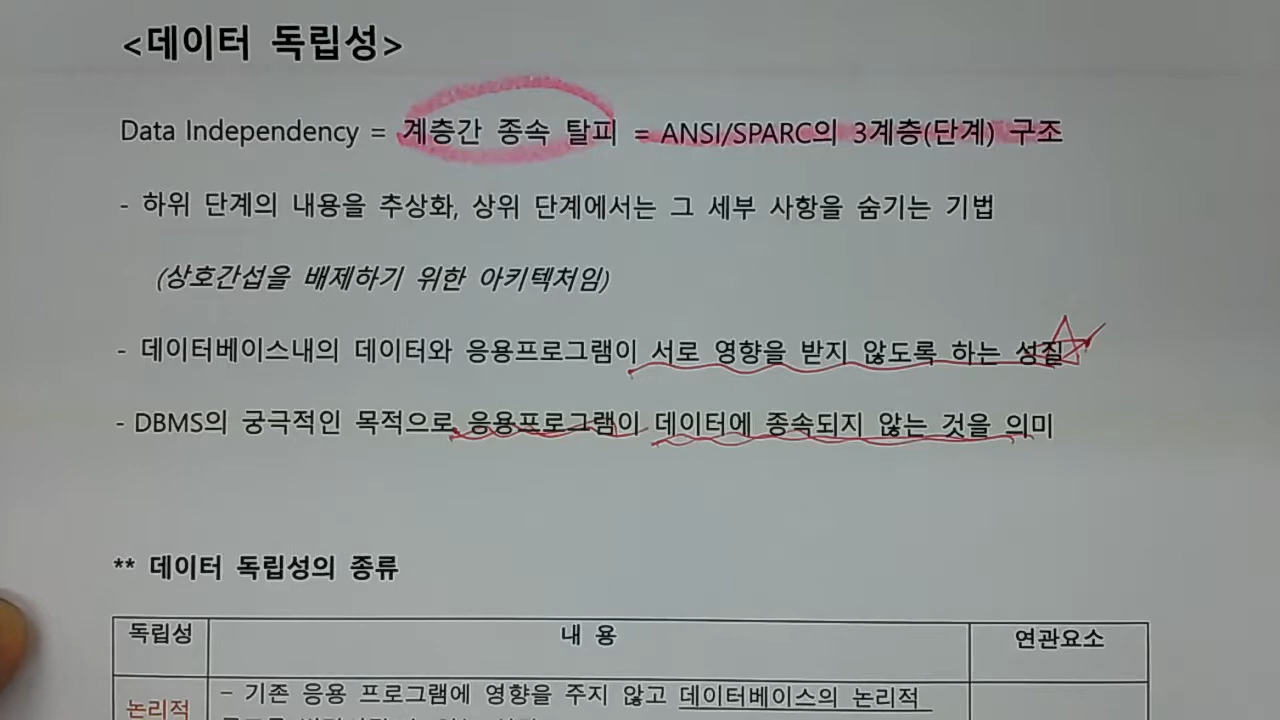 <데이터 독립성>
Data Independency = 계층간 종속 탈피 = ANSI/SPARC의 3계층(단계) 구조
- 하위 단계의 내용을 추상화, 상위 단계에서는 그 세부 사항을 숨기는 기법
(상호간섭을 배제하기 위한 아키텍처임)
- 데이터베이스내의 데이터와 응용프로그램이 서로 영향을 받지 않도록 하는 성질
- DBMS의 궁극적인 목적으로 응용프로그램이 데이터에 종속되지 않는 것을 의미
** 데이터 독립성의 종류
독립성 내 용 연관요소
논리적 – 기존 응용 프로그램에 영향을 주지 않고 데이터베이스의 논리적